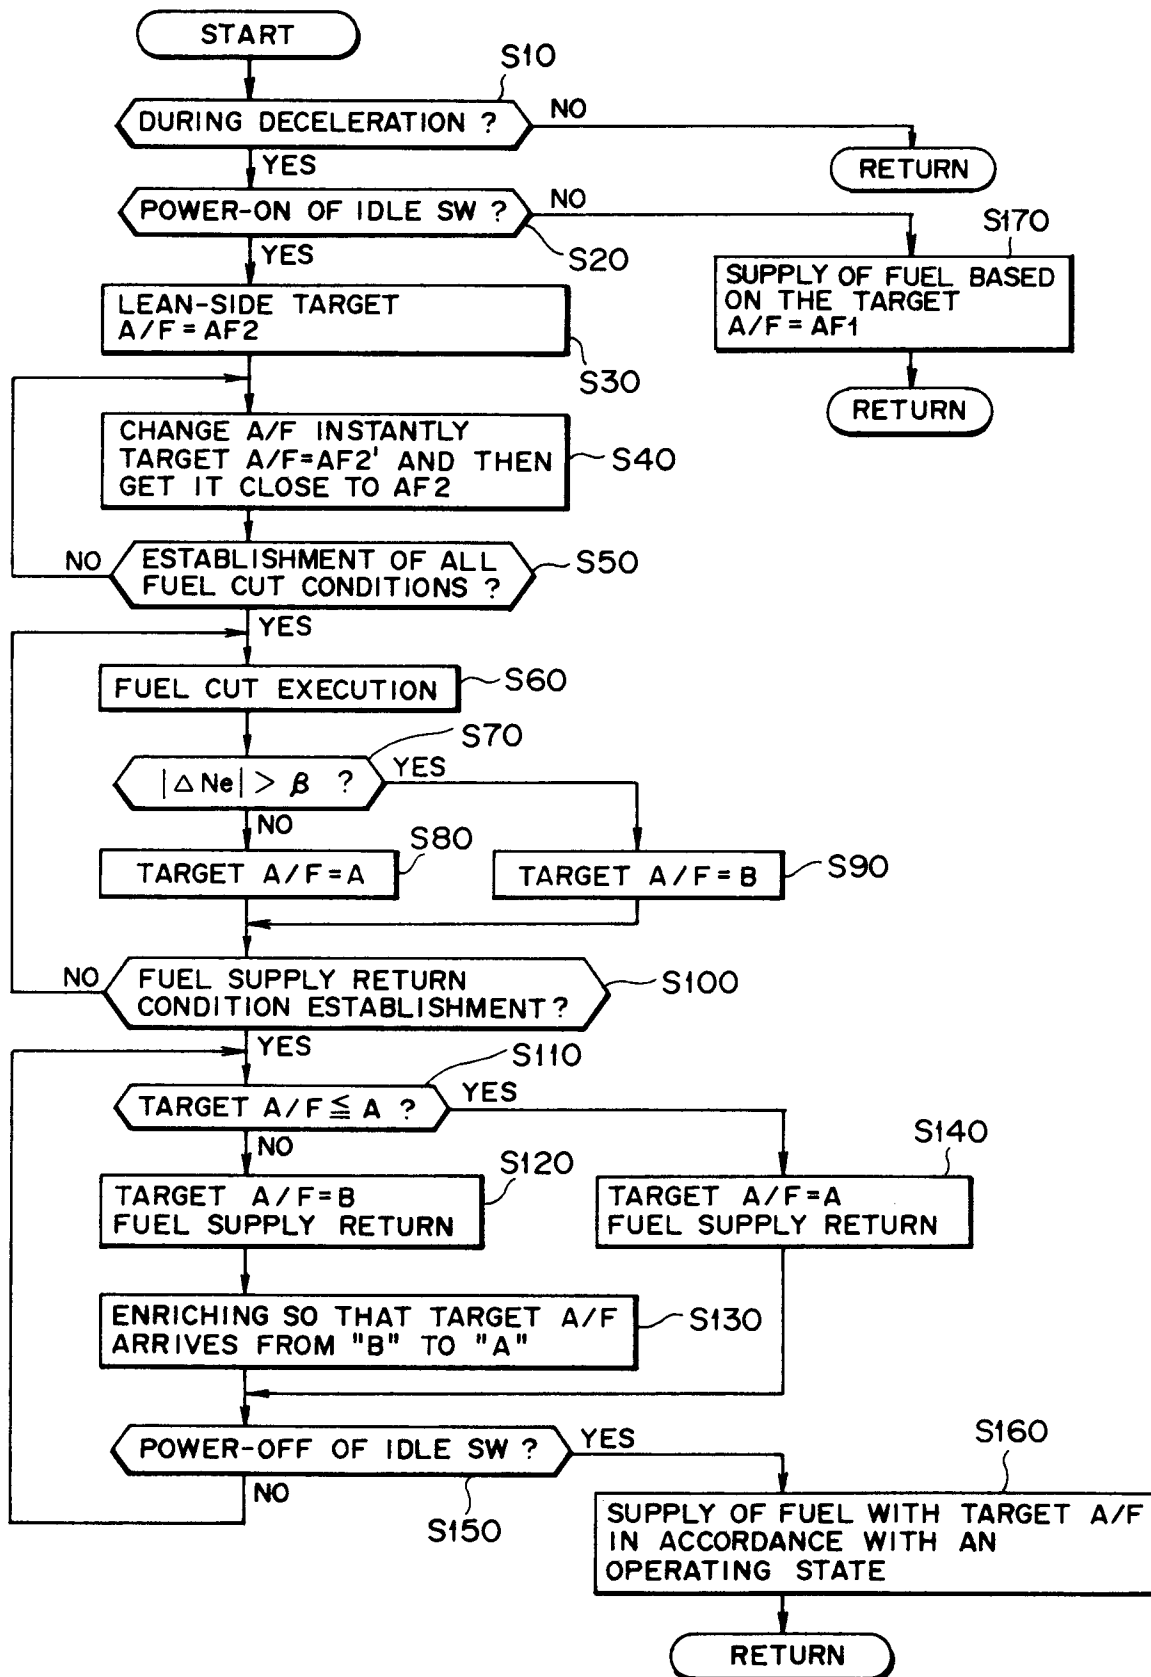 START
S10
DURING DECELERATION ?
NO
YES
RETURN
POWER-ON OF IDLE SW ?
NO
S20
YES
S170
SUPPLY OF FUEL BASED
ON THE TARGET
A/F=AF1
RETURN
LEAN-SIDE TARGET
A/F=AF2
S30
CHANGE A/F INSTANTLY
TARGET A/F=AF2' AND THEN
GET IT CLOSE TO AF2
S40
NO
ESTABLISHMENT OF ALL
FUEL CUT CONDITIONS ?
S50
YES
FUEL CUT EXECUTION
S60
S70
|△Ne| > β ?
YES
NO
S80
TARGET A/F=A
TARGET A/F=B
S90
NO
FUEL SUPPLY RETURN
CONDITION ESTABLISHMENT?
S100
YES
S110
TARGET A/F≦ A ?
YES
NO
S120
TARGET A/F=B
FUEL SUPPLY RETURN
S140
TARGET A/F=A
FUEL SUPPLY RETURN
ENRICHING SO THAT TARGET A/F
ARRIVES FROM "B" TO "A"
S130
POWER-OFF OF IDLE SW ?
YES
NO
S150
S160
SUPPLY OF FUEL WITH TARGET A/F
IN ACCORDANCE WITH AN
OPERATING STATE
RETURN